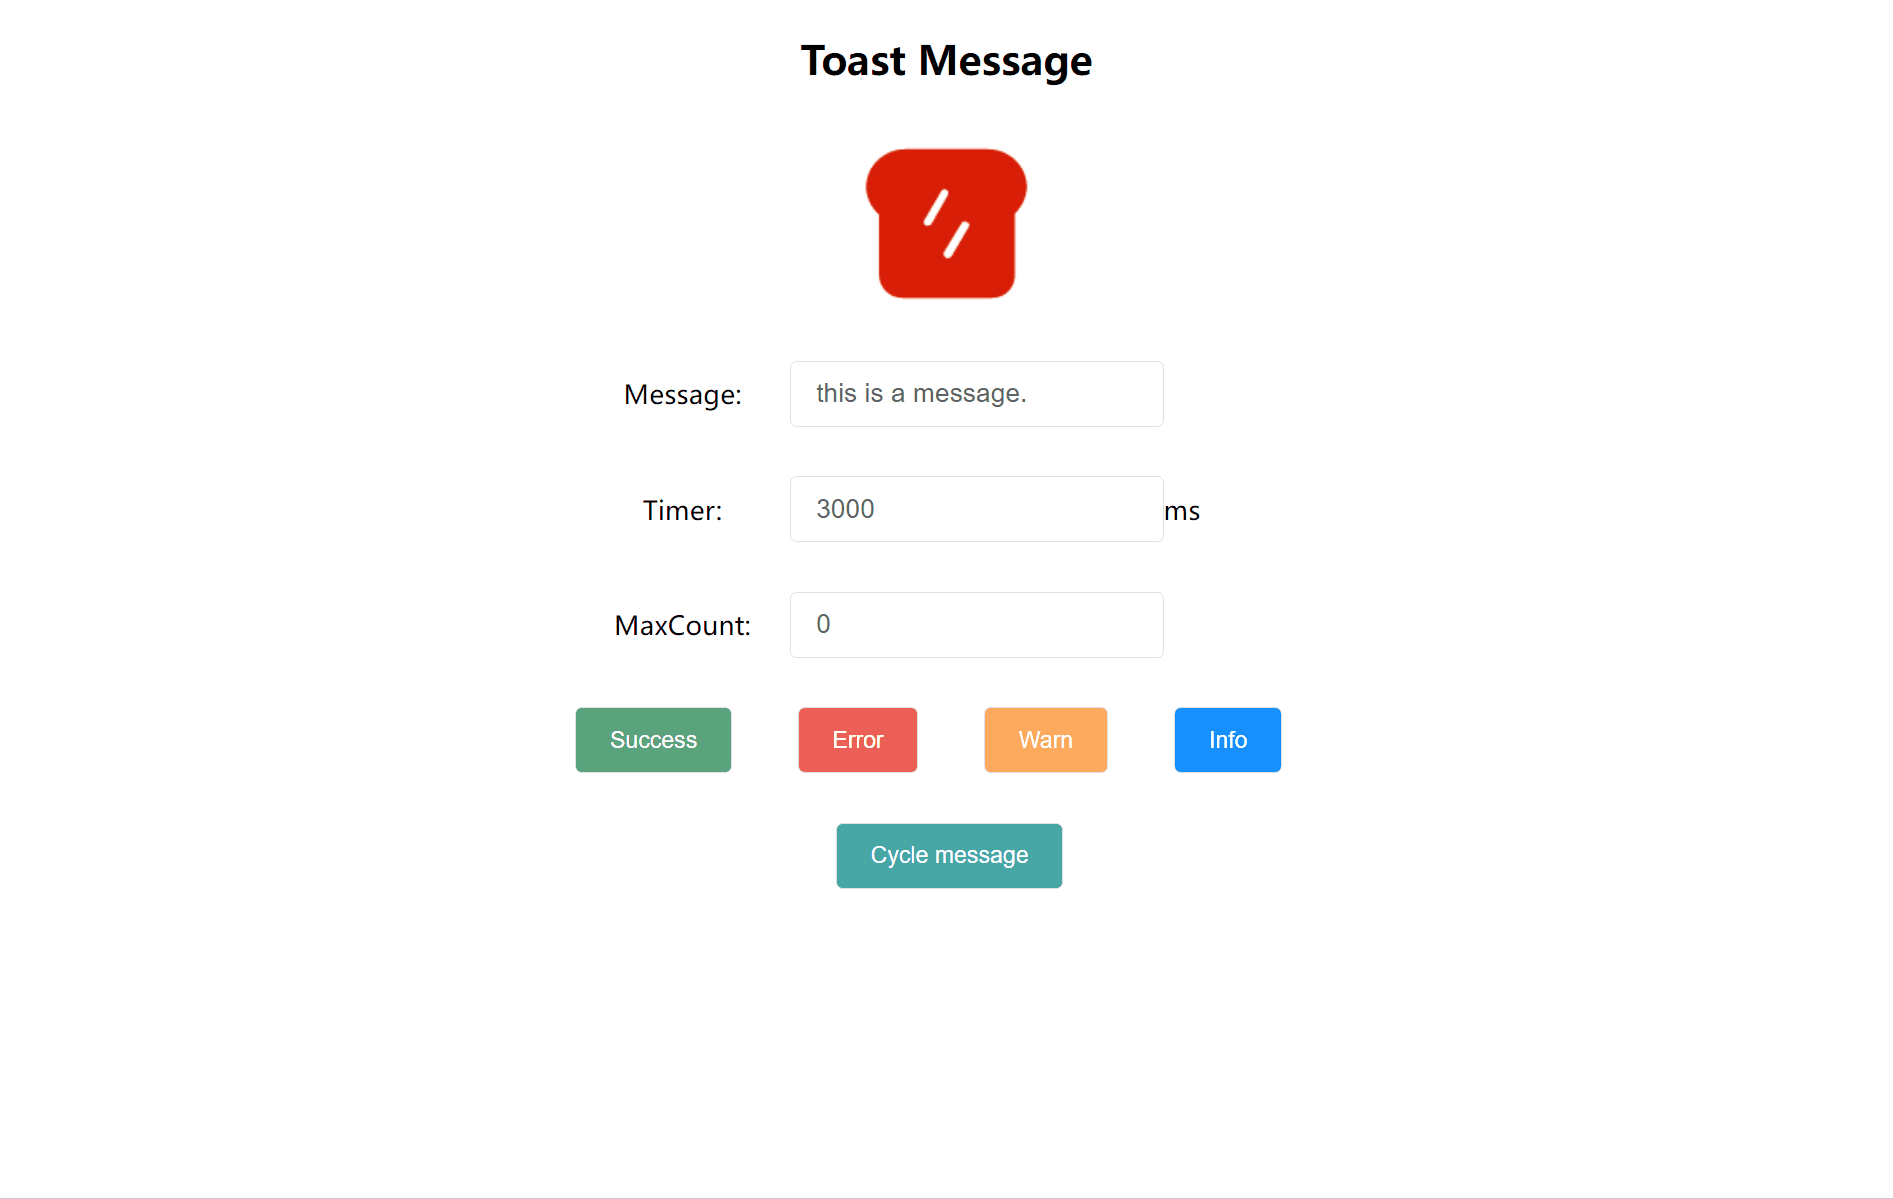 Toast Message
Message: this is a message.
Timer: 3000 ms
MaxCount: 0
Success Error Warn Info
Cycle message